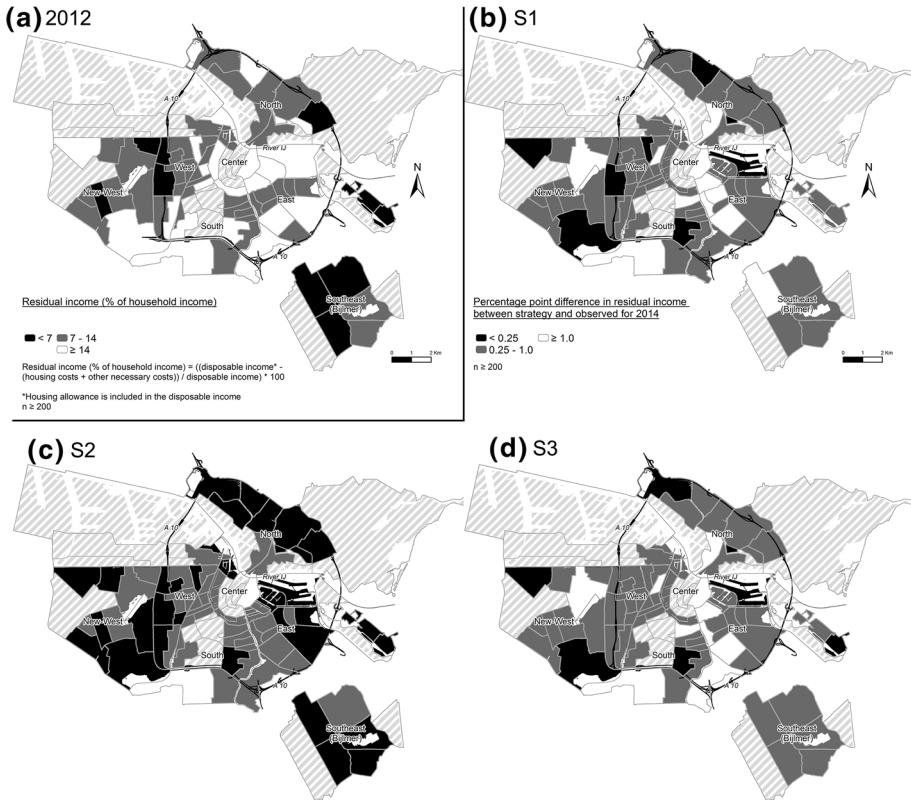 (a) 2012
A 10
North
River IJ
West
Center
New-West
East
South
A 10
N
Southeast
(Bijlmer)
Residual income (% of household income)
< 7
7 - 14
≥ 14
0 1 2 Km
Residual income (% of household income) = ((disposable income* -
(housing costs + other necessary costs)) / disposable income) * 100
*Housing allowance is included in the disposable income
n ≥ 200
(b) S1
A 10
North
River IJ
West
Center
New-West
East
South
A 10
N
Southeast
(Bijlmer)
Percentage point difference in residual income
between strategy and observed for 2014
< 0.25
≥ 1.0
0.25 - 1.0
n ≥ 200
0 1 2 Km
(c) S2
A 10
North
River IJ
West
Center
New-West
East
South
A 10
Southeast
(Bijlmer)
(d) S3
A 10
North
River IJ
West
Center
New-West
East
South
A 10
Southeast
(Bijlmer)